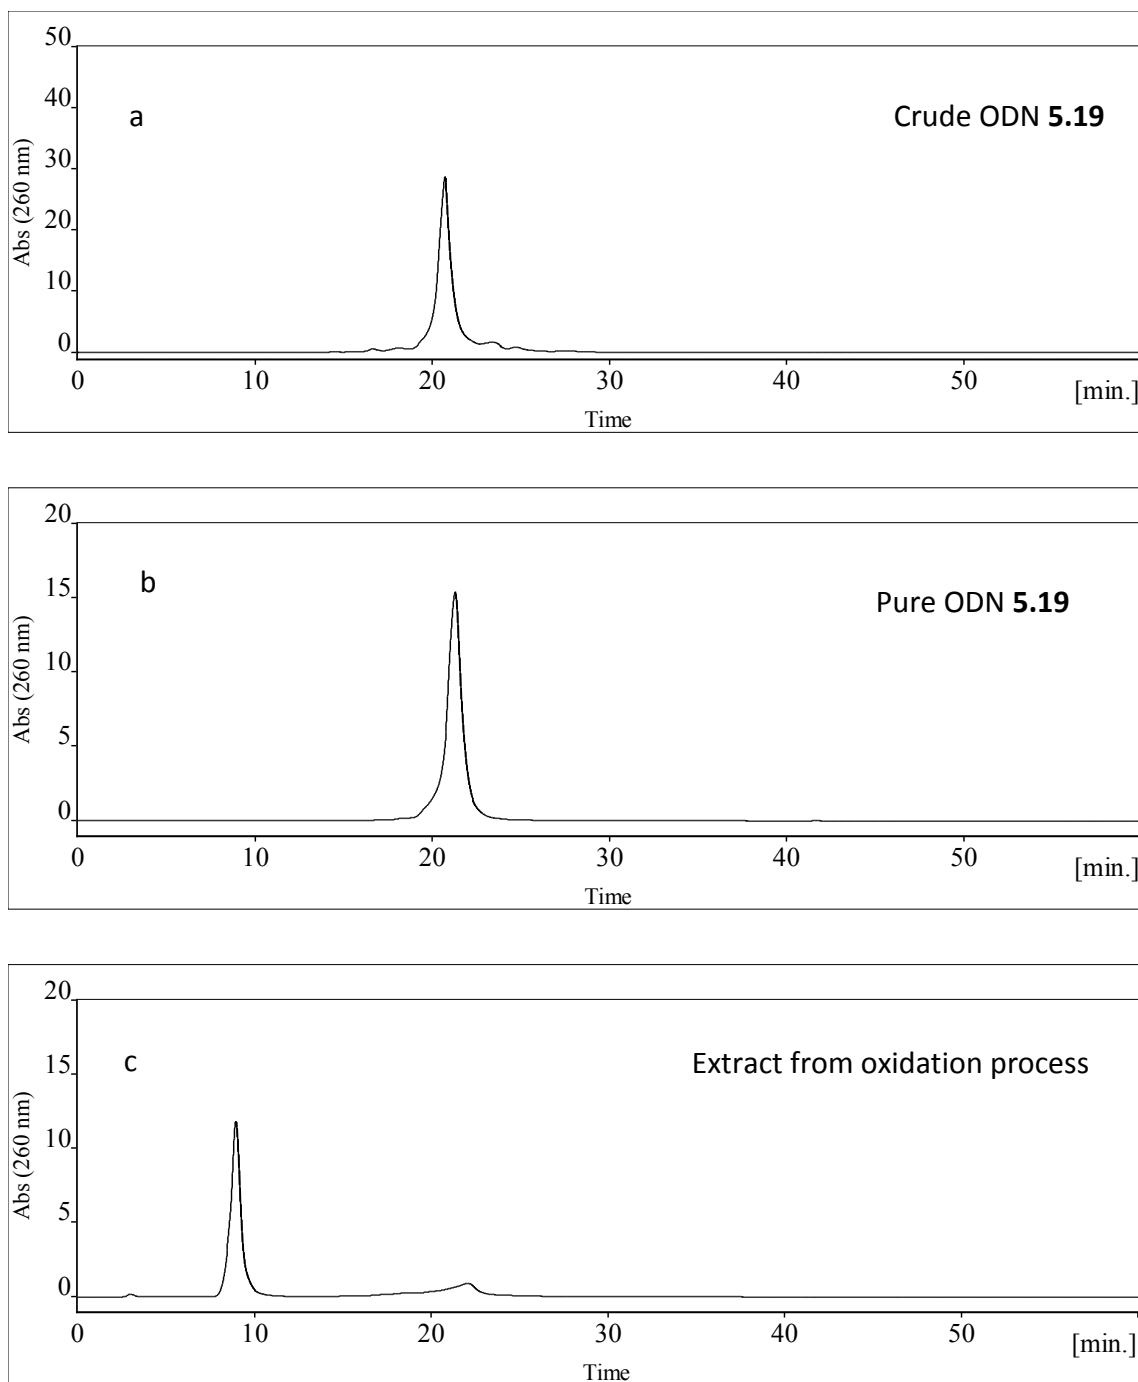 50
40
30
20
10
0
Abs (260 nm)
a
Crude ODN 5.19
0 10 20 30 40 50 [min.]
Time
20
15
10
5
0
Abs (260 nm)
b
Pure ODN 5.19
0 10 20 30 40 50 [min.]
Time
20
15
10
5
0
Abs (260 nm)
c
Extract from oxidation process
0 10 20 30 40 50 [min.]
Time